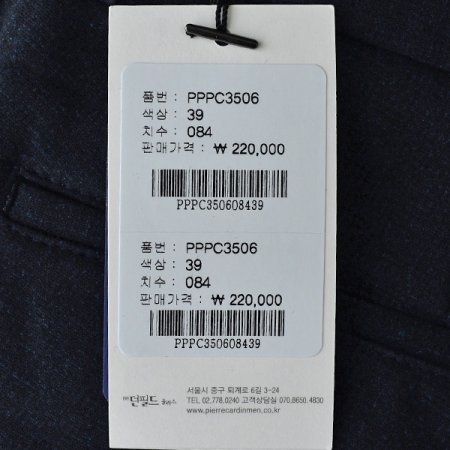 품번 : PPPC3506
색상 : 39
치수 : 084
판매가격 : ₩ 220,000
PPPC350608439
품번 : PPPC3506
색상 : 39
치수 : 084
판매가격 : ₩ 220,000
PPPC350608439
던필드
서울시 중구 퇴계로 6길 3-24
TEL 02.778.0240 고객상담실 070.8650.4830
www.pierrecardinmen.co.kr